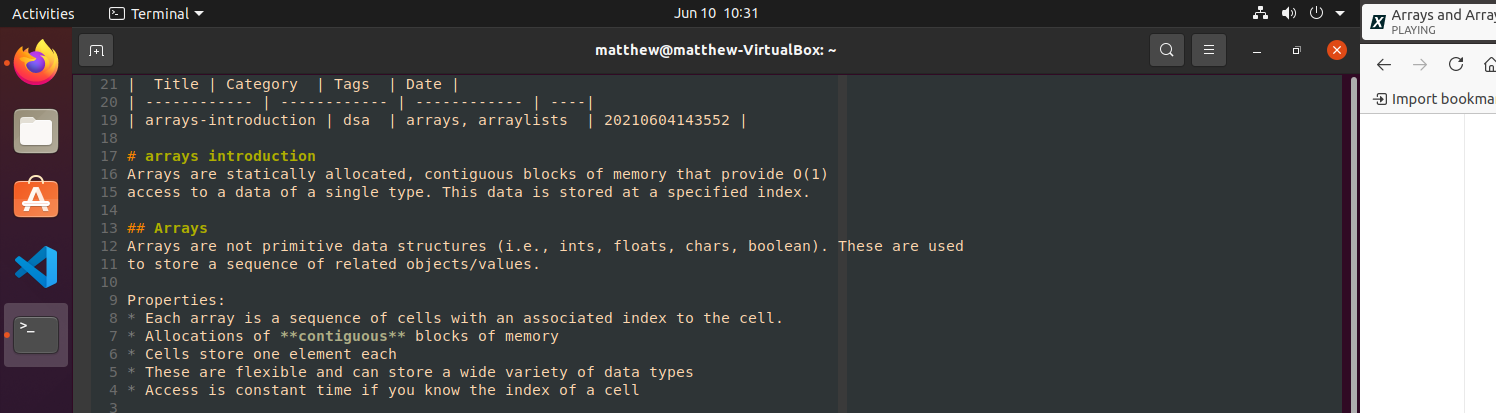 Activities Terminal Jun 10 10:31
Arrays and Array
PLAYING
matthew@matthew-VirtualBox: ~
Import bookma
21 |  Title | Category  | Tags  | Date |
20 | ------------ | ------------ | ------------ | ----|
19 | arrays-introduction | dsa  | arrays, arraylists  | 20210604143552 |
18
17 # arrays introduction
16 Arrays are statically allocated, contiguous blocks of memory that provide O(1)
15 access to a data of a single type. This data is stored at a specified index.
14
13 ## Arrays
12 Arrays are not primitive data structures (i.e., ints, floats, chars, boolean). These are used
11 to store a sequence of related objects/values.
10
9 Properties:
8 * Each array is a sequence of cells with an associated index to the cell.
7 * Allocations of **contiguous** blocks of memory
6 * Cells store one element each
5 * These are flexible and can store a wide variety of data types
4 * Access is constant time if you know the index of a cell
3